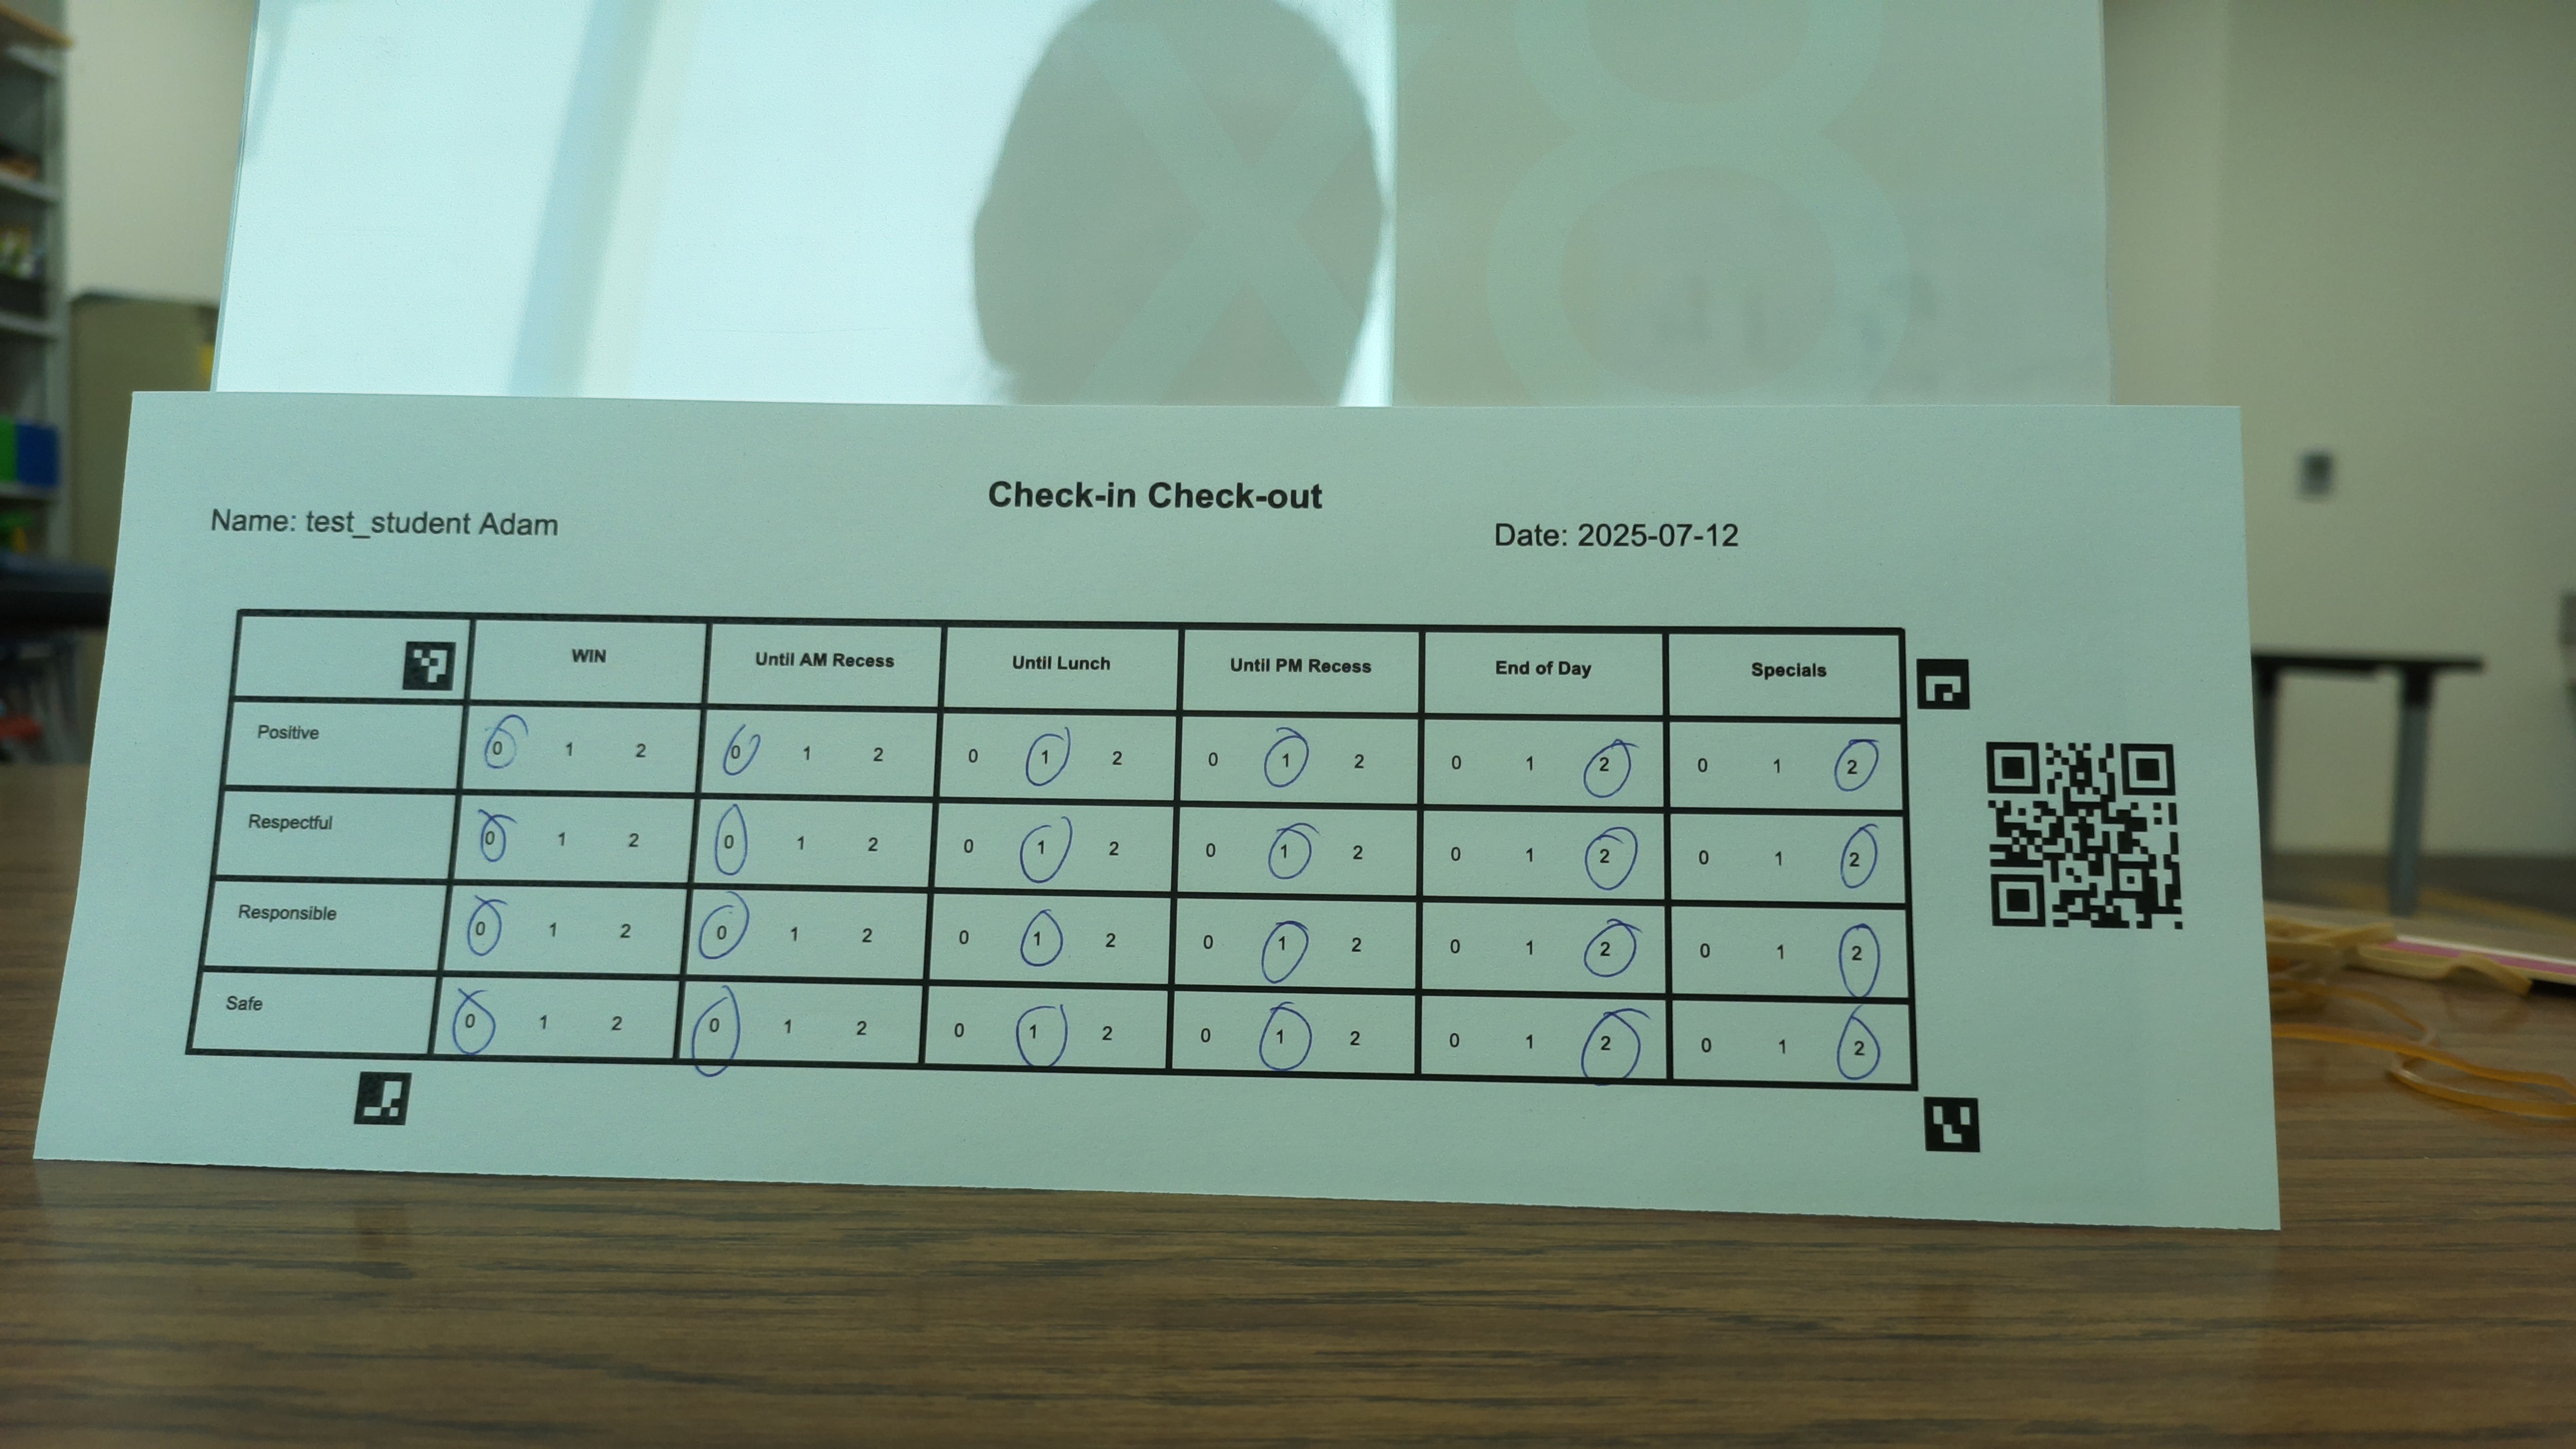 Check-in Check-out
Name: test_student Adam
Date: 2025-07-12
WIN Until AM Recess Until Lunch Until PM Recess End of Day Specials
Positive 0 1 2 0 1 2 0 1 2 0 1 2 0 1 2 0 1 2
Respectful 0 1 2 0 1 2 0 1 2 0 1 2 0 1 2 0 1 2
Responsible 0 1 2 0 1 2 0 1 2 0 1 2 0 1 2 0 1 2
Safe 0 1 2 0 1 2 0 1 2 0 1 2 0 1 2 0 1 2